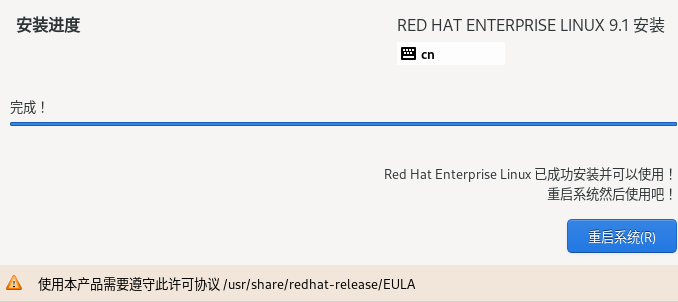 安装进度
RED HAT ENTERPRISE LINUX 9.1 安装
cn
完成！
Red Hat Enterprise Linux 已成功安装并可以使用！
重启系统然后使用吧！
重启系统(R)
使用本产品需要遵守此许可协议 /usr/share/redhat-release/EULA